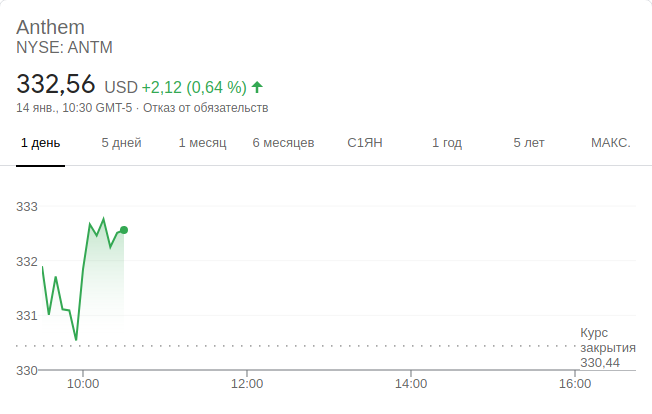 Anthem
NYSE: ANTM
332,56 USD +2,12 (0,64 %)
14 янв., 10:30 GMT-5 · Отказ от обязательств
1 день 5 дней 1 месяц 6 месяцев С1ЯН 1 год 5 лет МАКС.
333
332
331
Курс
закрытия
330,44
330
10:00 12:00 14:00 16:00